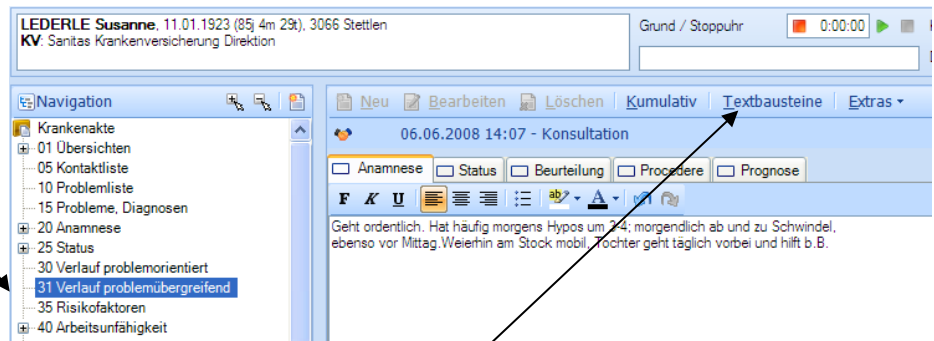 LEDERLE Susanne, 11.01.1923 (85j 4m 29t), 3066 Stettlen
KV: Sanitas Krankenversicherung Direktion
Grund / Stoppuhr
0:00:00
Navigation
Krankenakte
01 Übersichten
05 Kontaktliste
10 Problemliste
15 Probleme, Diagnosen
20 Anamnese
25 Status
30 Verlauf problemorientiert
31 Verlauf problemübergreifend
35 Risikofaktoren
40 Arbeitsunfähigkeit
Neu Bearbeiten Löschen Kumulativ Textbausteine Extras
06.06.2008 14:07 - Konsultation
Anamnese Status Beurteilung Procedere Prognose
F K U ab A
Geht ordentlich. Hat häufig morgens Hypos um 3-4; morgendlich ab und zu Schwindel,
ebenso vor Mittag.Weierhin am Stock mobil. Tochter geht täglich vorbei und hilft b.B.